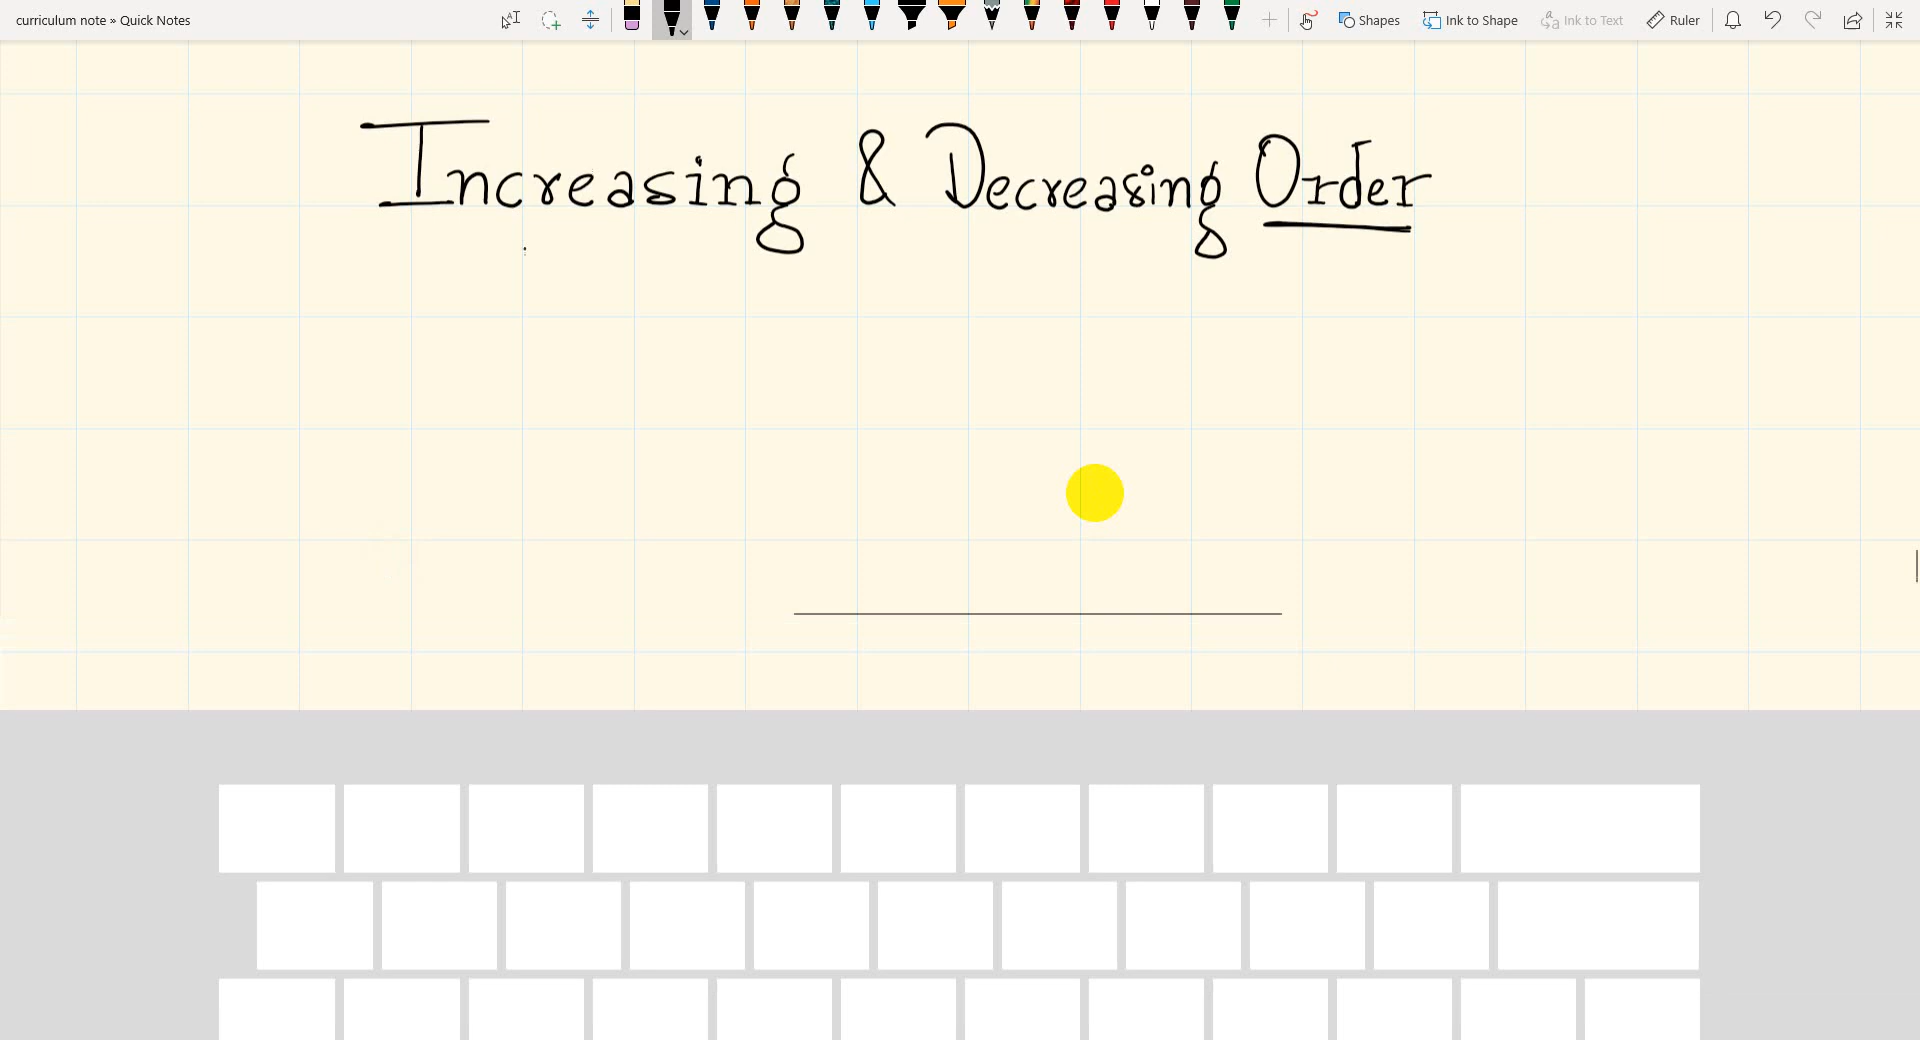 curriculum note » Quick Notes
Shapes
Ink to Shape
Ink to Text
Ruler
Increasing & Decreasing Order